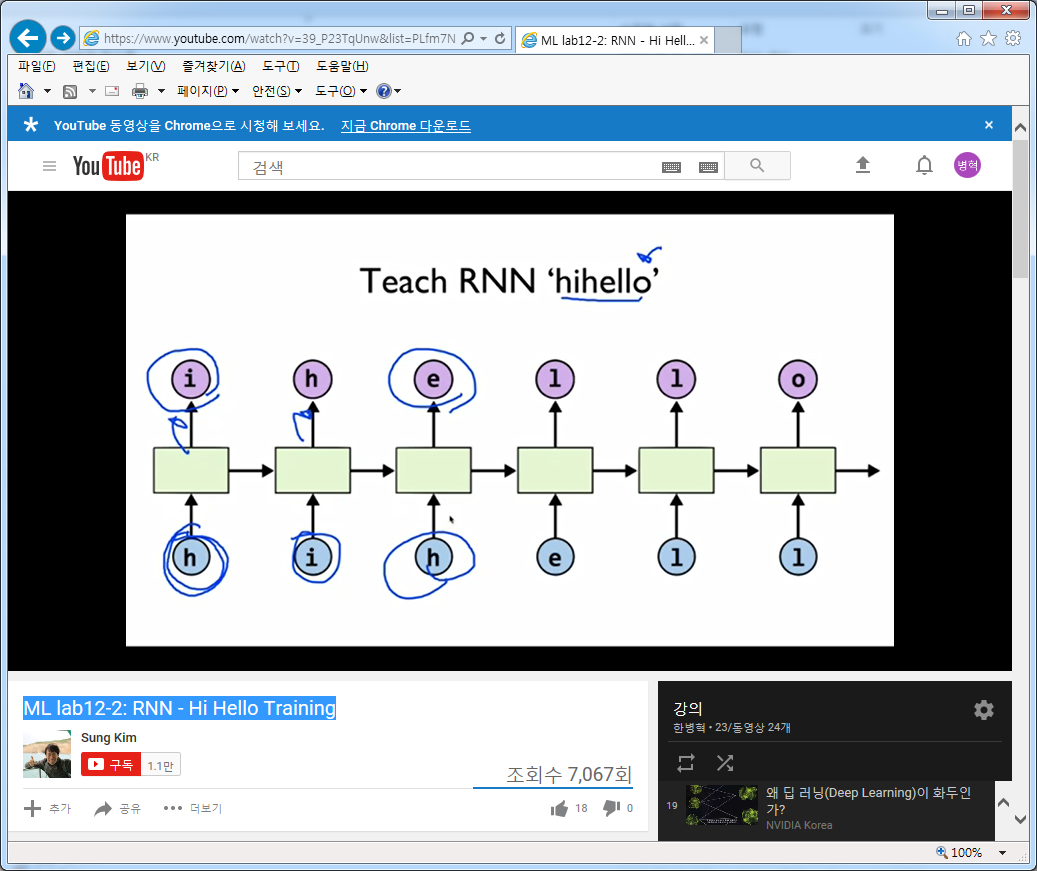 https://www.youtube.com/watch?v=39_P23TqUnw&list=PLfm7N
ML lab12-2: RNN - Hi Hell...
파일(F) 편집(E) 보기(V) 즐겨찾기(A) 도구(T) 도움말(H)
페이지(P) 안전(S) 도구(O)
YouTube 동영상을 Chrome으로 시청해 보세요. 지금 Chrome 다운로드
YouTube KR
검색
병혁
Teach RNN ‘hihello’
i h e l l o
h i h e l l
ML lab12-2: RNN - Hi Hello Training
Sung Kim
구독 1.1만
조회수 7,067회
추가 공유 더보기 18 0
강의
한병혁 • 23/동영상 24개
19
왜 딥 러닝(Deep Learning)이 화두인
가?
NVIDIA Korea
100%